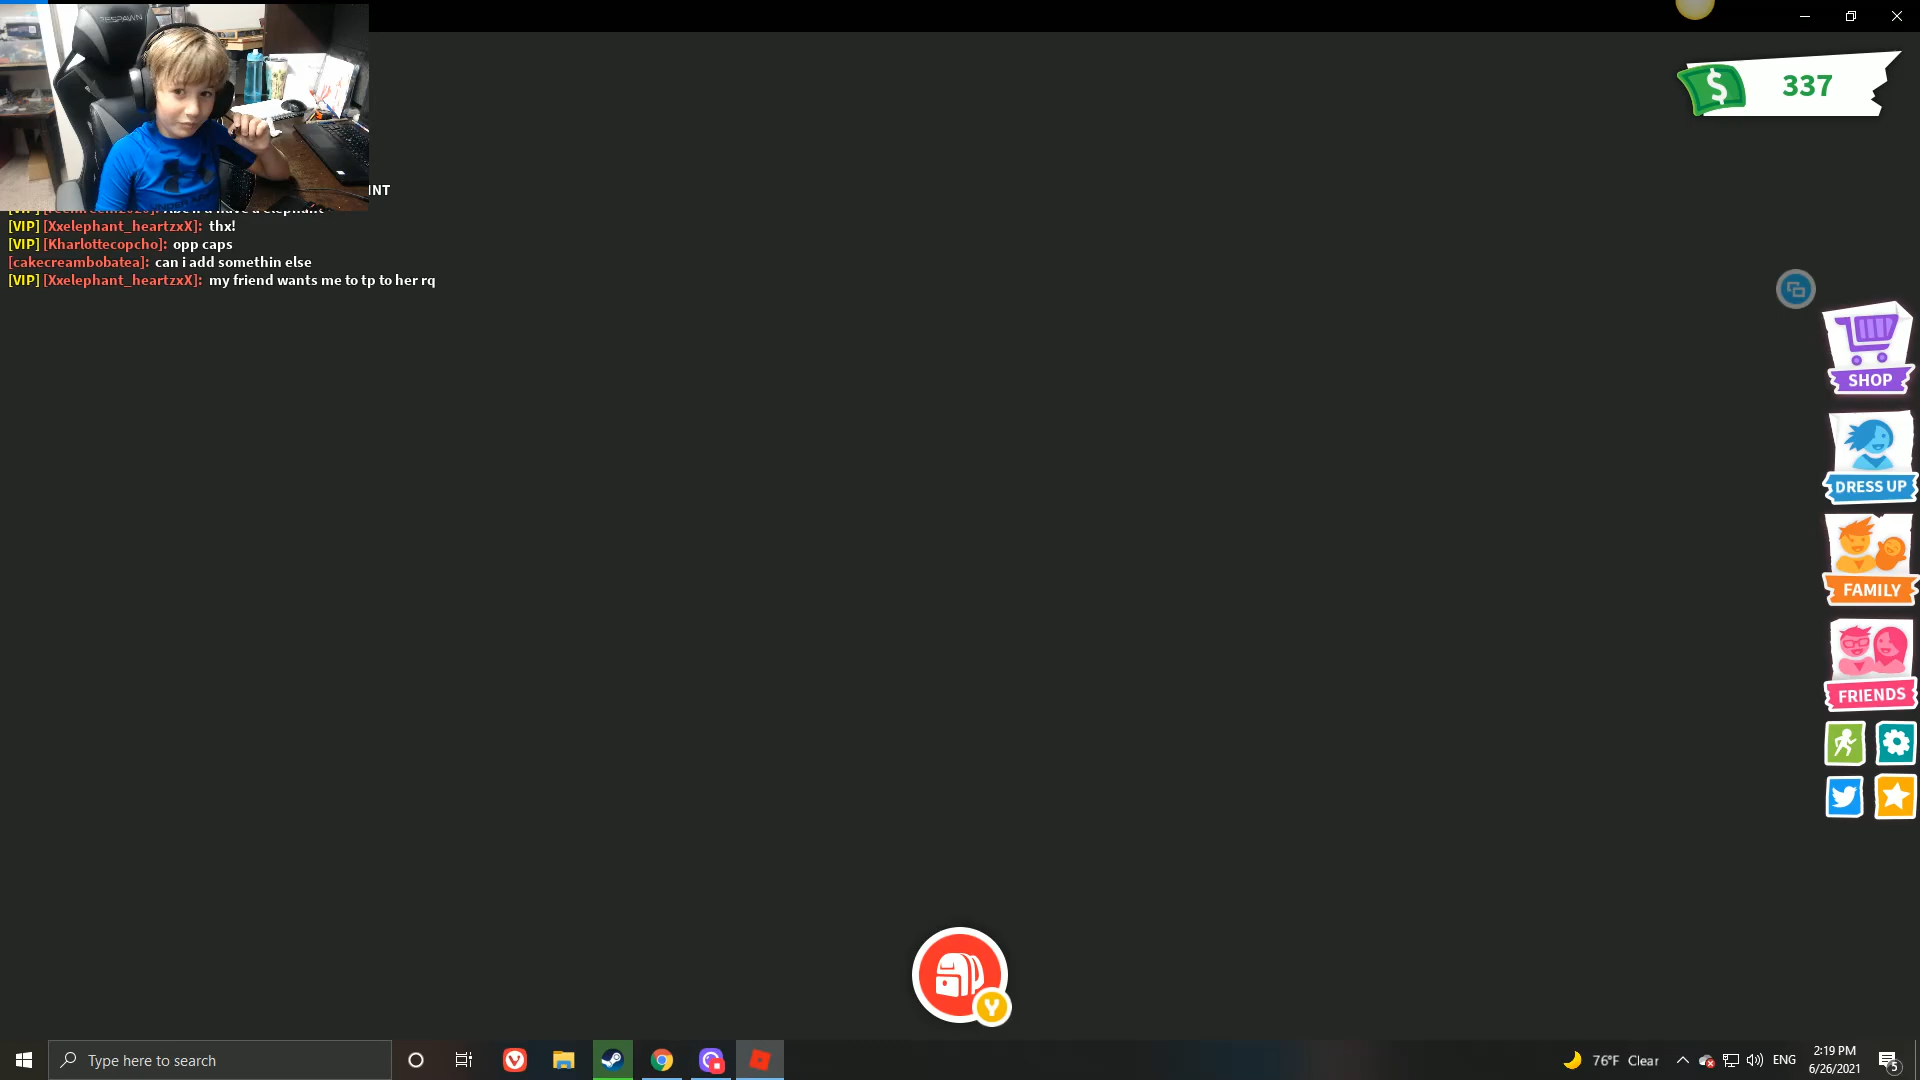 RESPAWN
337
INT
[VIP] [Xxelephant_heartzxX]: thx!
[VIP] [Kharlottecopcho]: opp caps
[cakecreambobatea]: can i add somethin else
[VIP] [Xxelephant_heartzxX]: my friend wants me to tp to her rq
SHOP
DRESS UP
FAMILY
FRIENDS
Y
Type here to search
76°F Clear
ENG
2:19 PM
6/26/2021
5